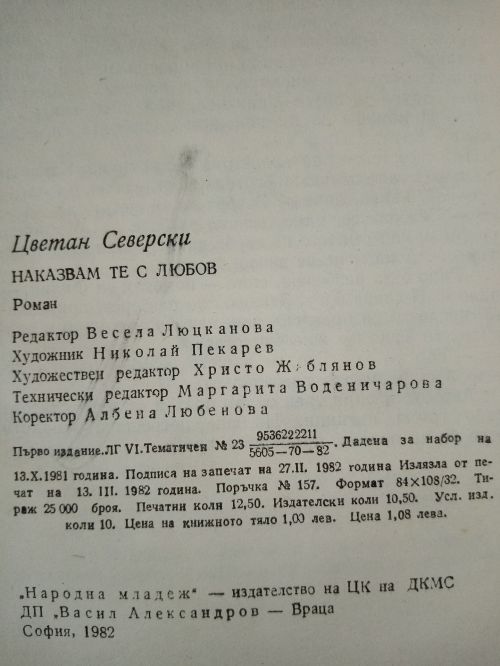 Цветан Северски
НАКАЗВАМ ТЕ С ЛЮБОВ
Роман
Редактор Весела Люцканова
Художник Николай Пекарев
Художествен редактор Христо Жаблянов
Технически редактор Маргарита Воденичарова
Коректор Албена Любенова
Първо издание. ЛГ VI. Тематичен № 23 9536222211/5605—70—82. Дадена за набор на
13.X.1981 година. Подписа на запечат на 27.II. 1982 година Излязла от пе-
чат на 13. III. 1982 година. Поръчка № 157. Формат 84×108/32. Ти-
раж 25 000 броя. Печатни коли 12,50. Издателски коли 10,50. Усл. изд.
коли 10. Цена на книжното тяло 1,00 лев. Цена 1,08 лева.
„Народна младеж“ — издателство на ЦК на ДКМС
ДП „Васил Александров — Враца
София, 1982